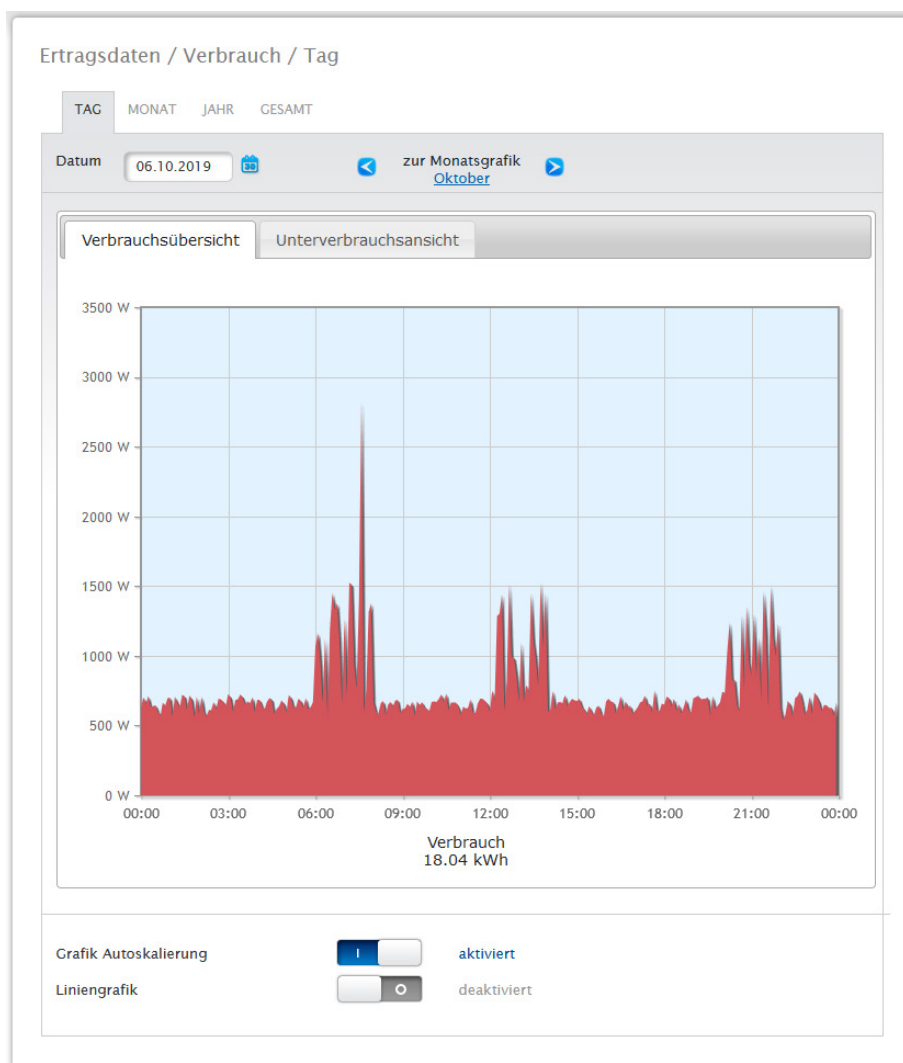 Ertragsdaten / Verbrauch / Tag
TAG MONAT JAHR GESAMT
Datum 06.10.2019 30 zur Monatsgrafik
Oktober
Verbrauchsübersicht Unterverbrauchsansicht
3500 W
3000 W
2500 W
2000 W
1500 W
1000 W
500 W
0 W
00:00 03:00 06:00 09:00 12:00 15:00 18:00 21:00 00:00
Verbrauch
18.04 kWh
Grafik Autoskalierung I aktiviert
Liniengrafik O deaktiviert